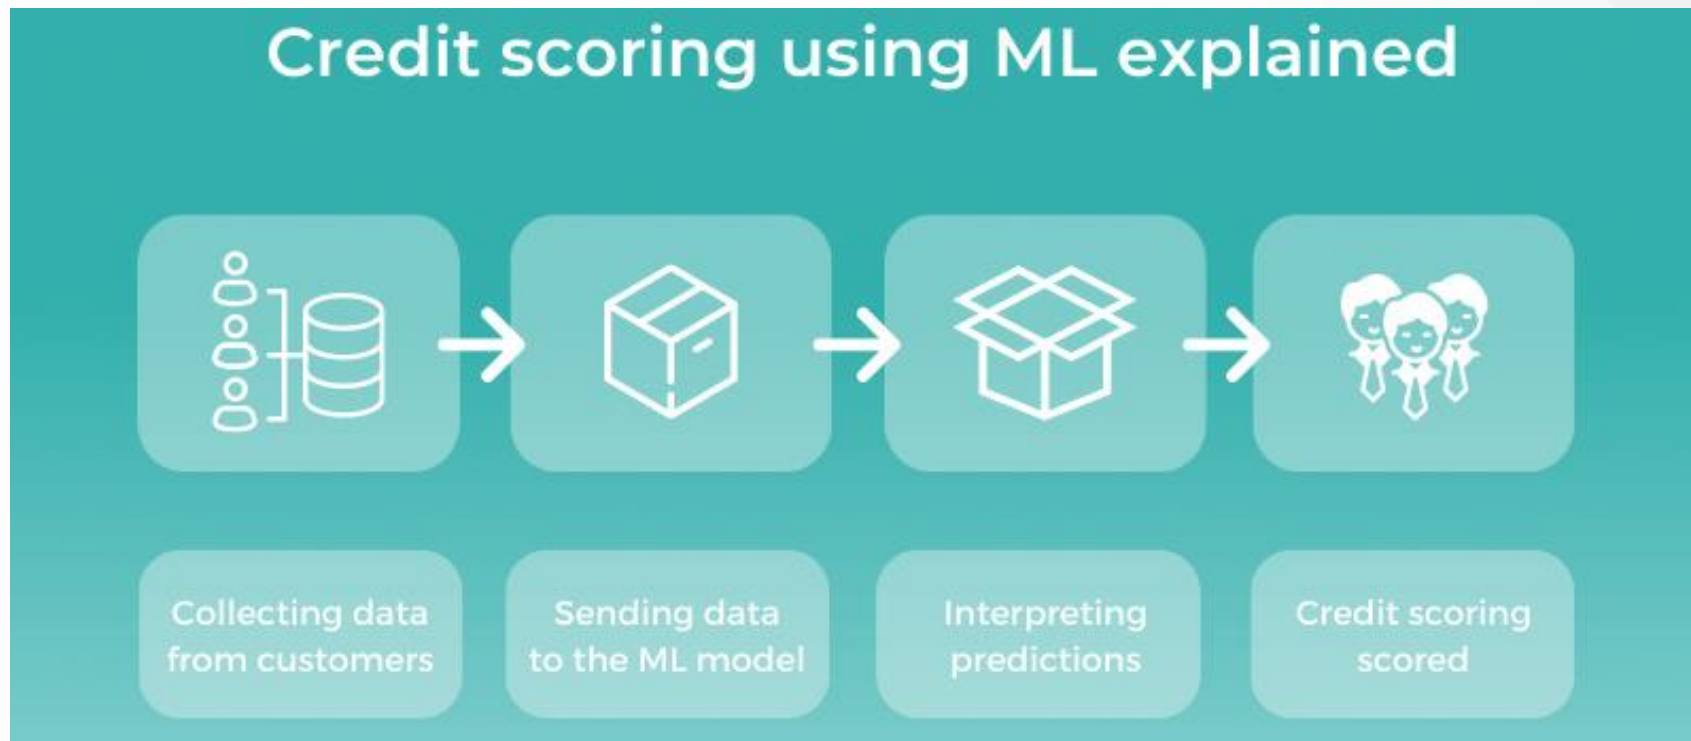 Credit scoring using ML explained
Collecting data
from customers
Sending data
to the ML model
Interpreting
predictions
Credit scoring
scored